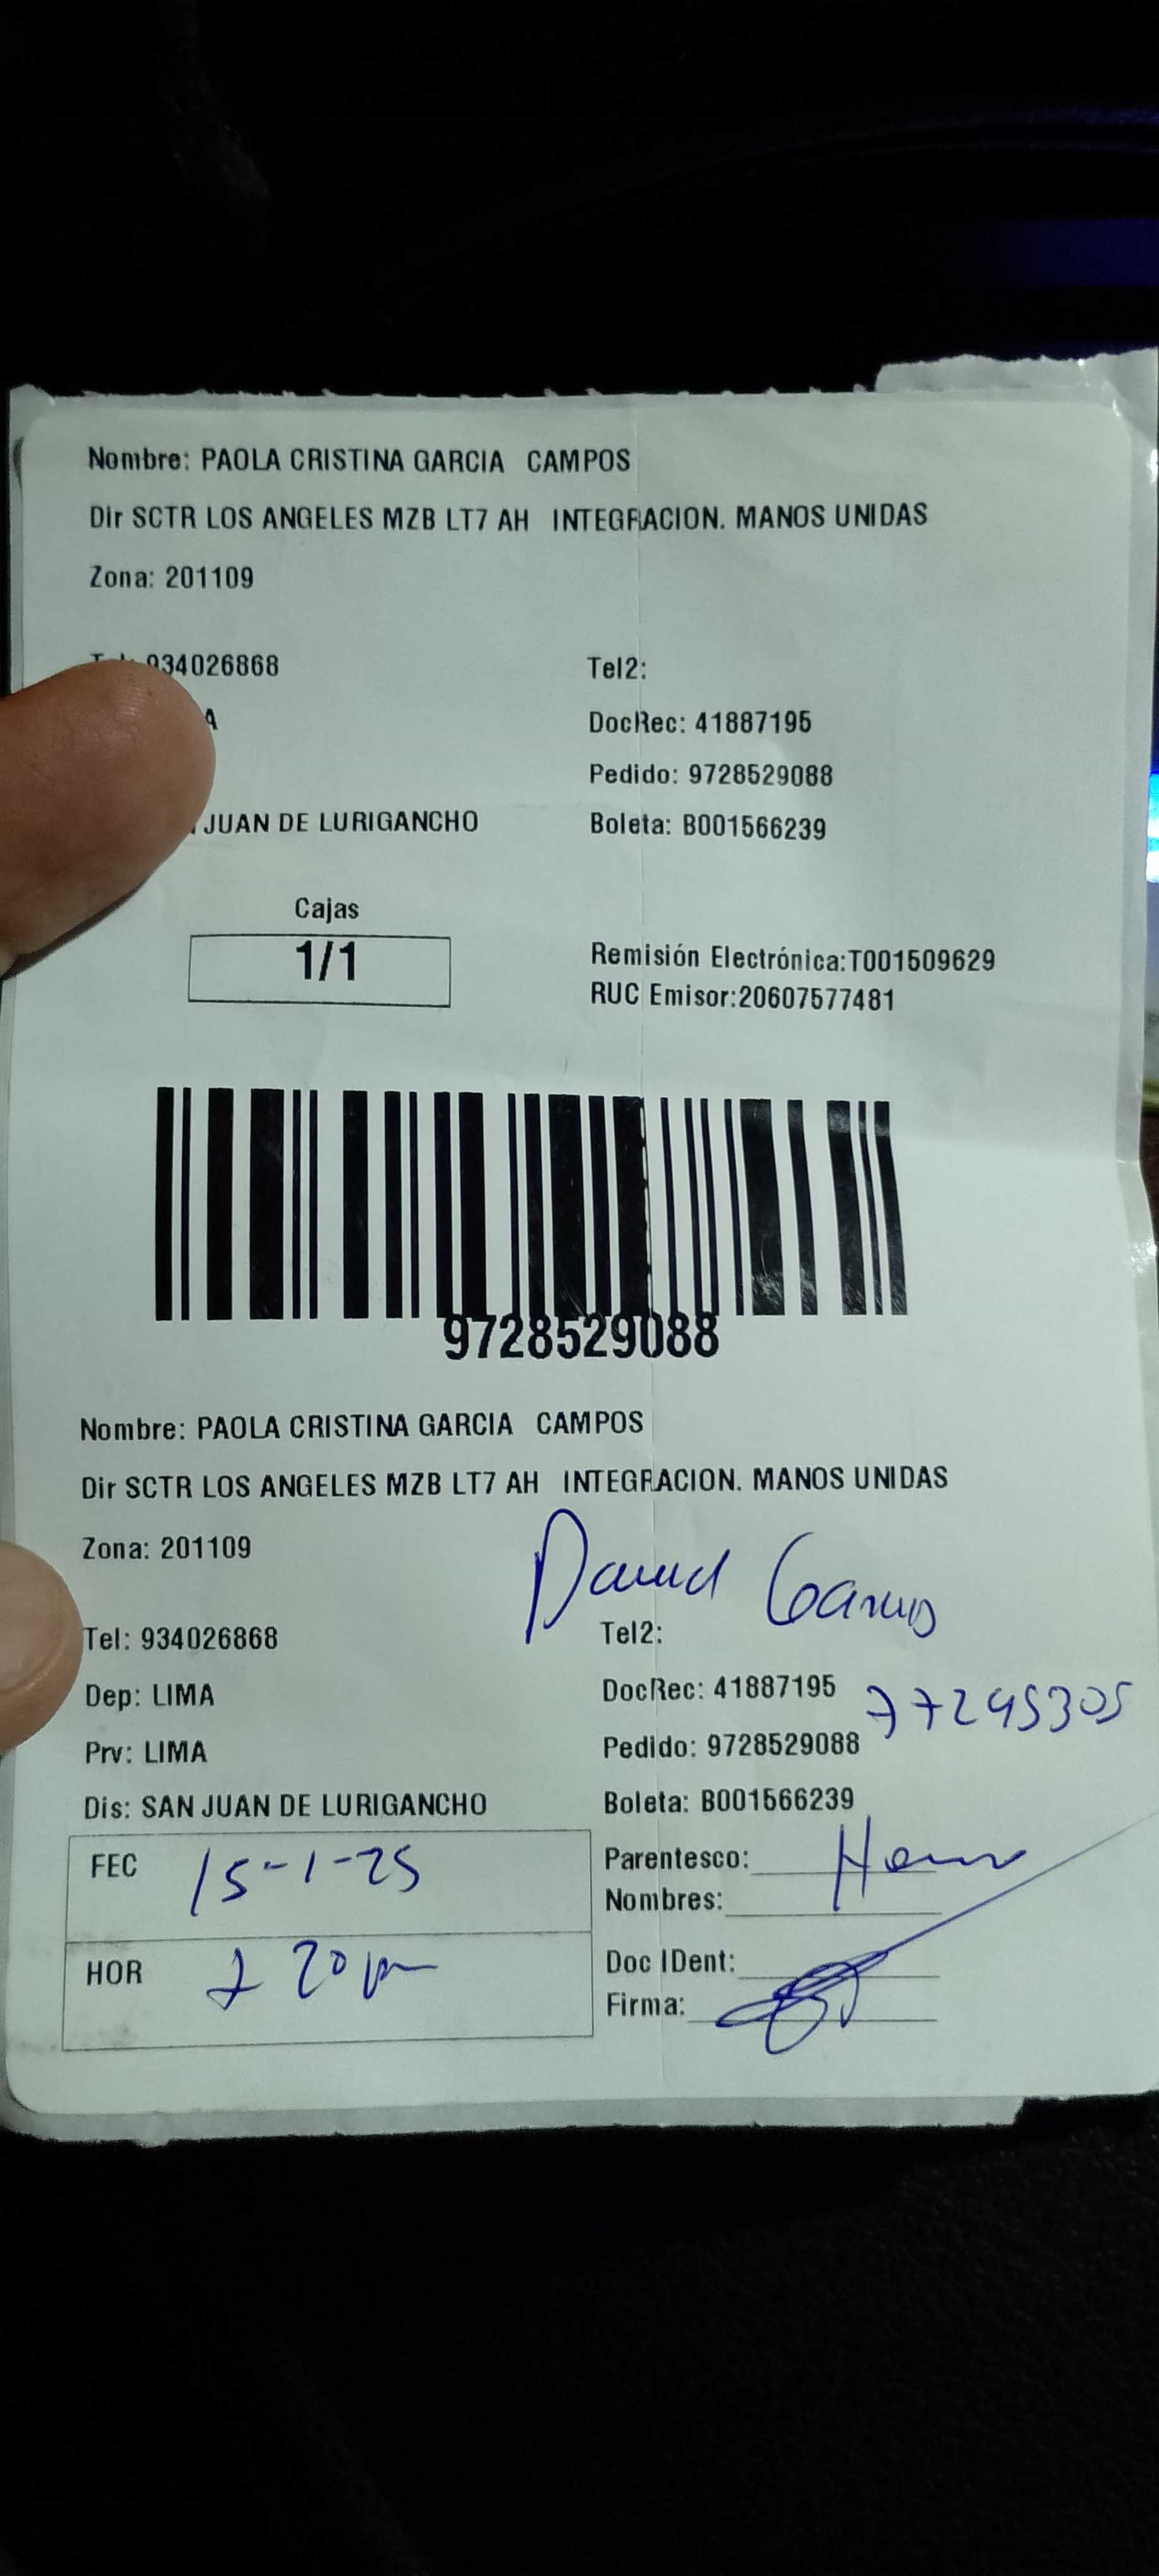 Nombre: PAOLA CRISTINA GARCIA CAMPOS
Dir SCTR LOS ANGELES MZB LT7 AH INTEGRACION. MANOS UNIDAS
Zona: 201109
934026868 Tel2:
A DocRec: 41887195
Pedido: 9728529088
JUAN DE LURIGANCHO Boleta: B001566239
Cajas
1/1
Remisión Electrónica:T001509629
RUC Emisor:20607577481
9728529088
Nombre: PAOLA CRISTINA GARCIA CAMPOS
Dir SCTR LOS ANGELES MZB LT7 AH INTEGRACION. MANOS UNIDAS
Zona: 201109
Tel: 934026868 Tel2:
Dep: LIMA DocRec: 41887195 77245305
Prv: LIMA Pedido: 9728529088
Dis: SAN JUAN DE LURIGANCHO Boleta: B001566239
FEC 15-1-25 Parentesco:
Nombres:
HOR 7 20 pm Doc IDent:
Firma: